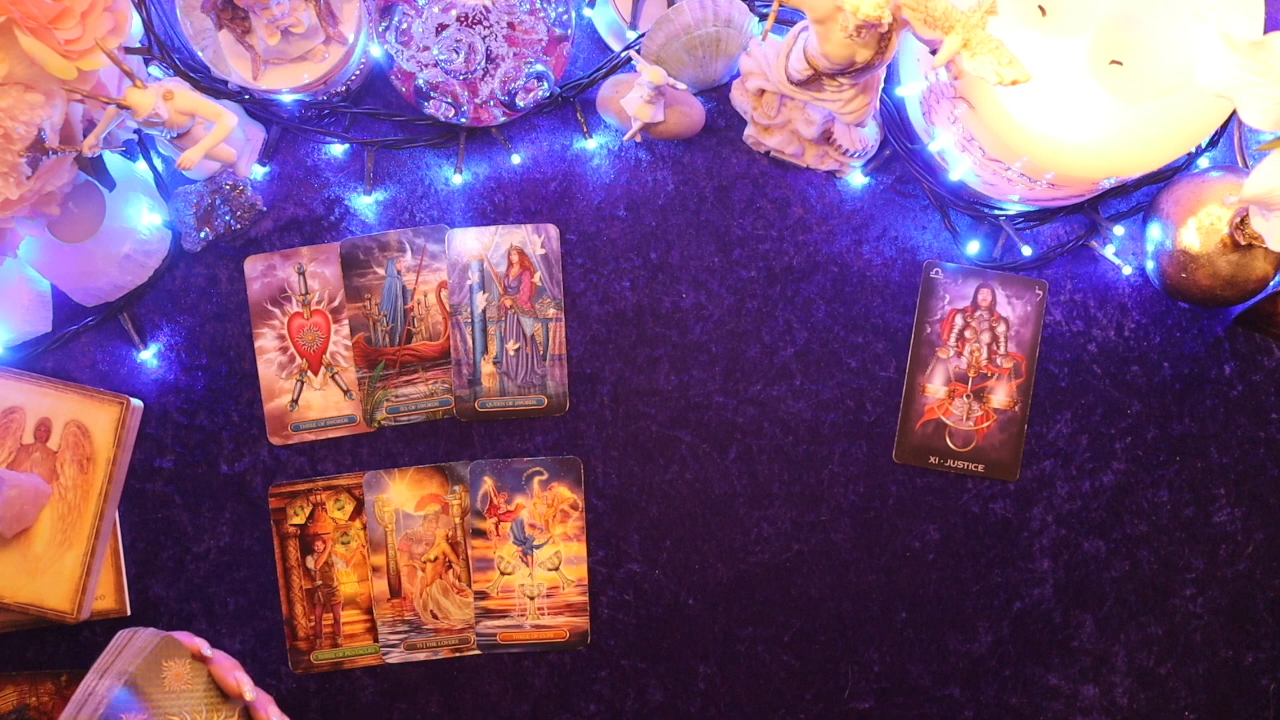 THREE OF SWORDS
SIX OF SWORDS
QUEEN OF SWORDS
XI · JUSTICE
THREE OF PENTACLES
VI | THE LOVERS
THREE OF CUPS